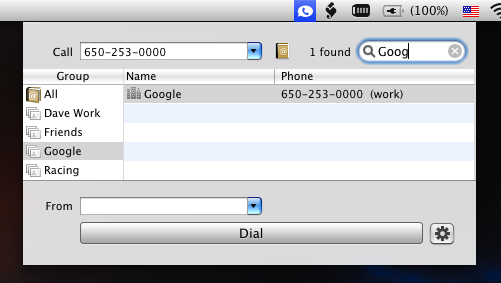 (100%)
Call 650-253-0000 1 found Goog
Group Name Phone
All Google 650-253-0000 (work)
Dave Work
Friends
Google
Racing
From
Dial